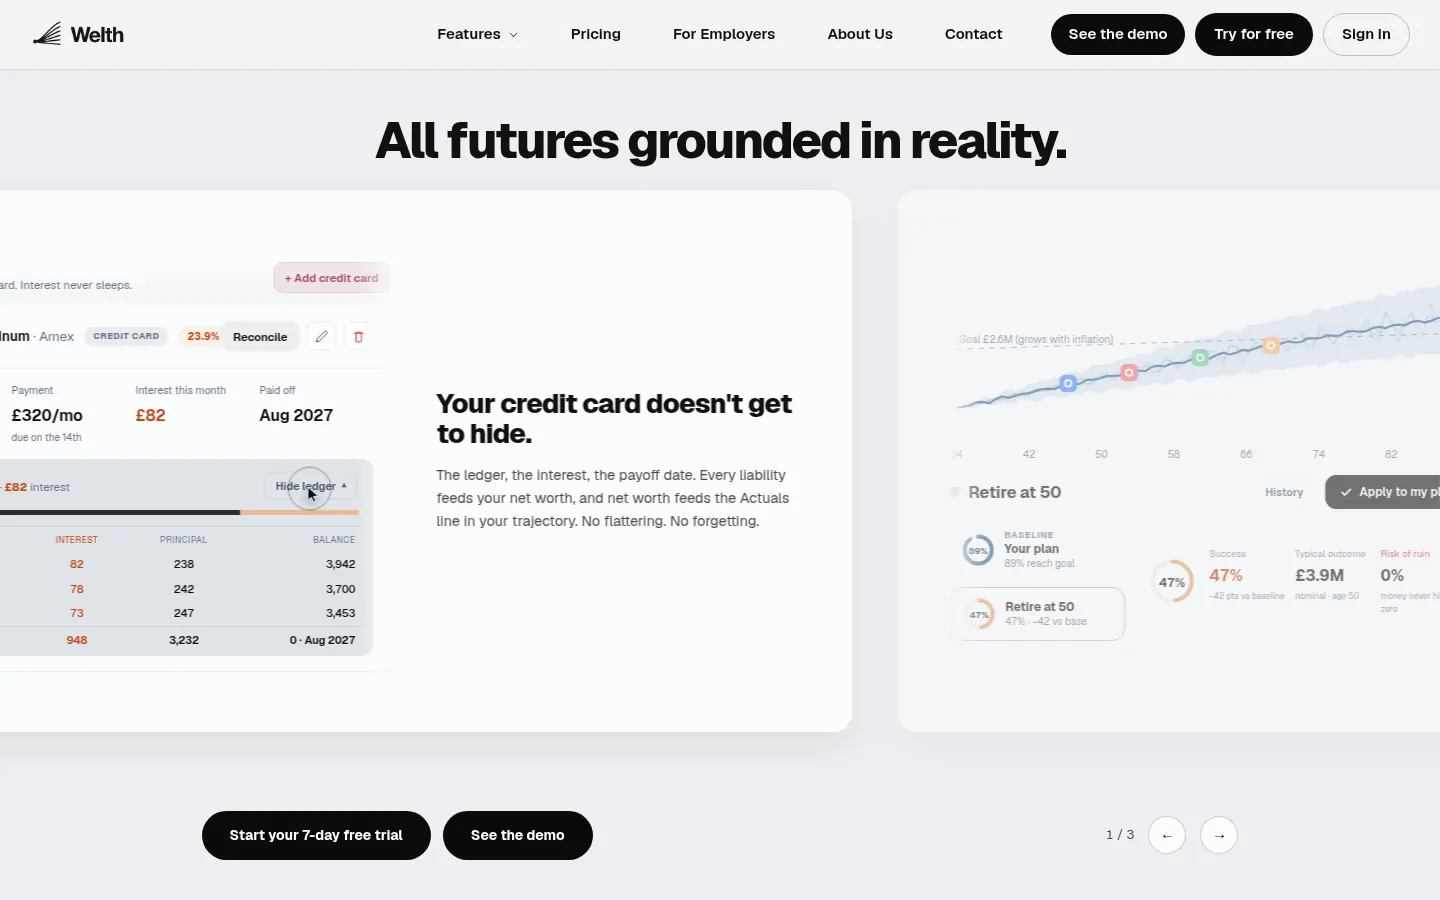 Welth
Features
Pricing
For Employers
About Us
Contact
See the demo
Try for free
Sign in
All futures grounded in reality.
+ Add credit card
ard. Interest never sleeps.
inum · Amex
CREDIT CARD
23.9%
Reconcile
Payment
£320/mo
due on the 14th
Interest this month
£82
Paid off
Aug 2027
· £82 interest
Hide ledger ▲
INTEREST PRINCIPAL BALANCE
82 238 3,942
78 242 3,700
73 247 3,453
948 3,232 0 · Aug 2027
Your credit card doesn't get
to hide.
The ledger, the interest, the payoff date. Every liability
feeds your net worth, and net worth feeds the Actuals
line in your trajectory. No flattering. No forgetting.
Goal £2.6M (grows with inflation)
34 42 50 58 66 74 82
Retire at 50
History
✓ Apply to my pl
89%
BASELINE
Your plan
89% reach goal
47%
Retire at 50
47% · −42 vs base
47%
Success
47%
−42 pts vs baseline
Typical outcome
£3.9M
nominal · age 50
Risk of ruin
0%
money never hi
zero
Start your 7-day free trial
See the demo
1 / 3
←
→